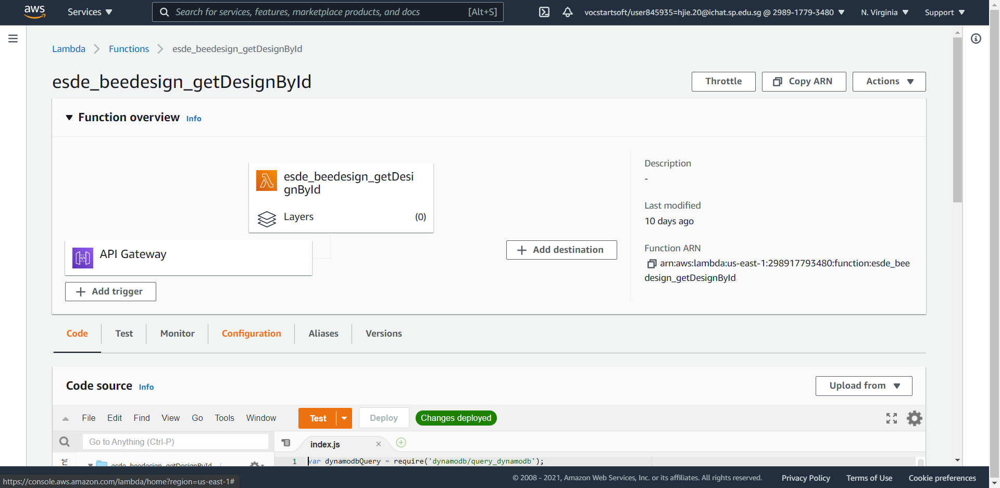 aws
Services
Search for services, features, marketplace products, and docs [Alt+S]
vocstartsoft/user845935=hjie.20@ichat.sp.edu.sg @ 2989-1779-3480
N. Virginia
Support
Lambda
Functions
esde_beedesign_getDesignById
esde_beedesign_getDesignById
Throttle
Copy ARN
Actions
Function overview Info
esde_beedesign_getDesi
gnById
Layers (0)
API Gateway
Add trigger
Add destination
Description
-
Last modified
10 days ago
Function ARN
arn:aws:lambda:us-east-1:298917793480:function:esde_bee
design_getDesignById
Code
Test
Monitor
Configuration
Aliases
Versions
Code source Info
Upload from
File Edit Find View Go Tools Window
Test
Deploy
Changes deployed
Go to Anything (Ctrl-P)
index.js
esde_beedesign_getDesignById /
1 var dynamodbQuery = require('dynamodb/query_dynamodb');
https://console.aws.amazon.com/lambda/home?region=us-east-1#
© 2008 - 2021, Amazon Web Services, Inc. or its affiliates. All rights reserved.
Privacy Policy
Terms of Use
Cookie preferences